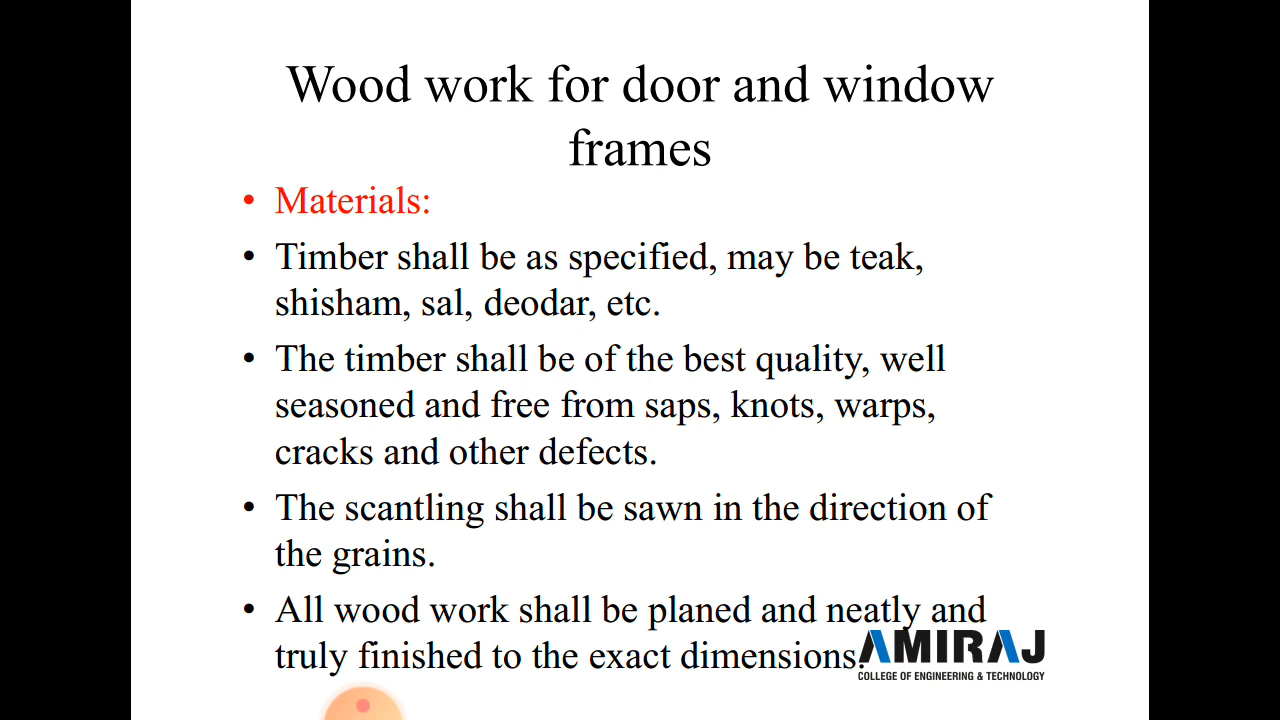 Wood work for door and window
frames
• Materials:
• Timber shall be as specified, may be teak,
shisham, sal, deodar, etc.
• The timber shall be of the best quality, well
seasoned and free from saps, knots, warps,
cracks and other defects.
• The scantling shall be sawn in the direction of
the grains.
• All wood work shall be planed and neatly and
truly finished to the exact dimensions.
AMIRAJ
COLLEGE OF ENGINEERING & TECHNOLOGY